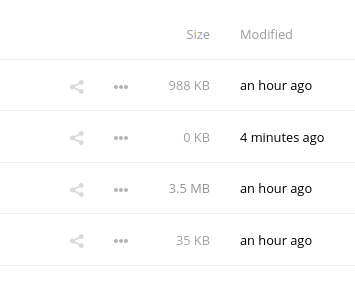 Size Modified
988 KB an hour ago
0 KB 4 minutes ago
3.5 MB an hour ago
35 KB an hour ago